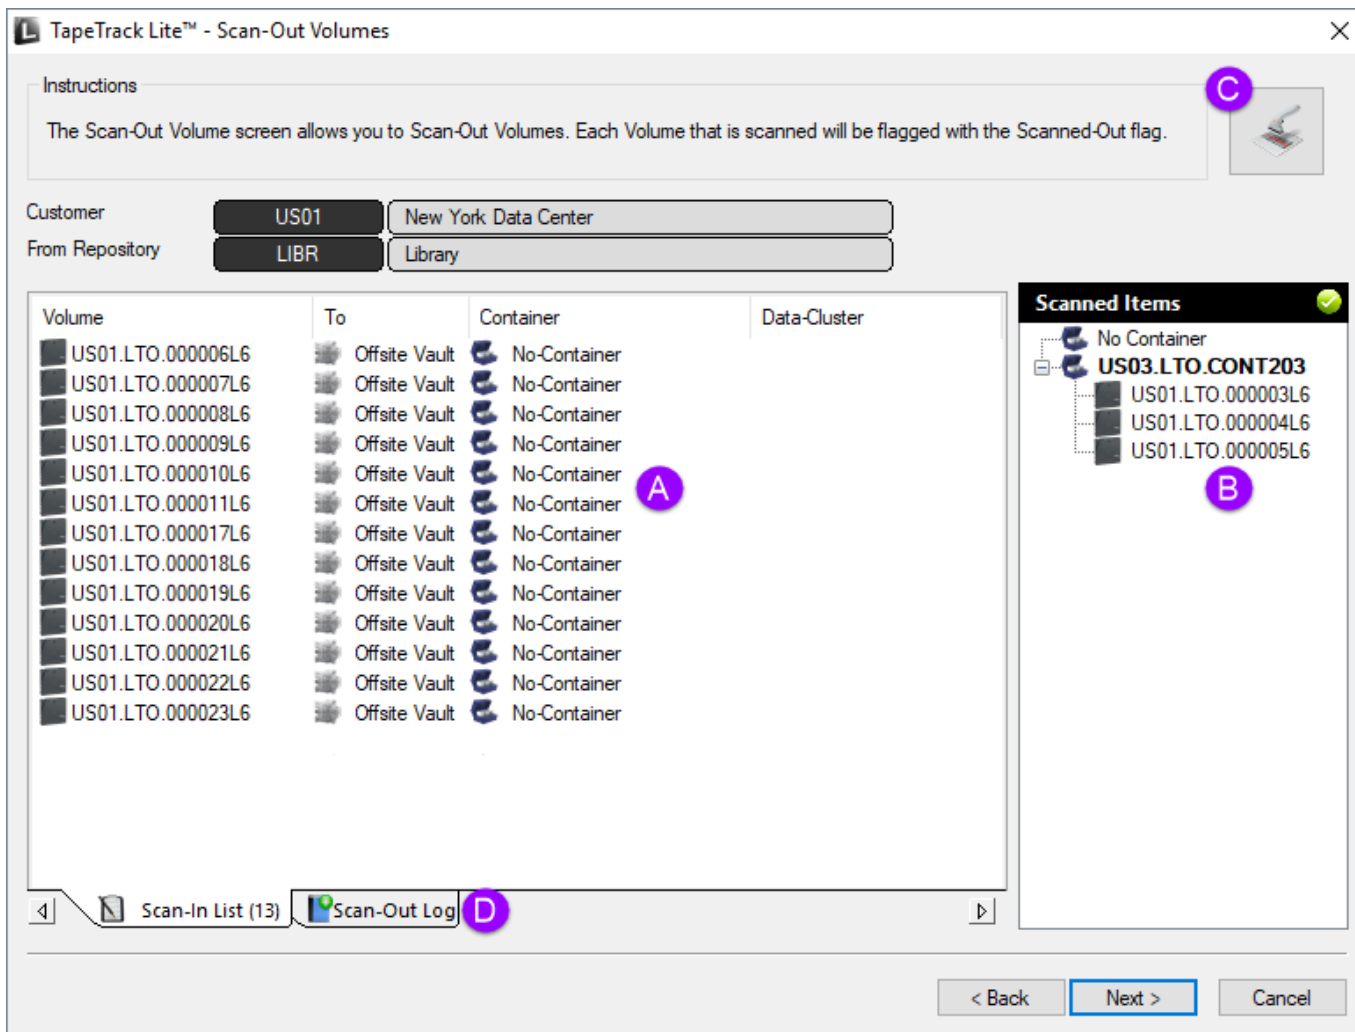 TapeTrack Lite™ - Scan-Out Volumes
Instructions
C
The Scan-Out Volume screen allows you to Scan-Out Volumes. Each Volume that is scanned will be flagged with the Scanned-Out flag.
Customer US01 New York Data Center
From Repository LIBR Library
Volume To Container Data-Cluster
US01.LTO.000006L6 Offsite Vault No-Container
US01.LTO.000007L6 Offsite Vault No-Container
US01.LTO.000008L6 Offsite Vault No-Container
US01.LTO.000009L6 Offsite Vault No-Container
US01.LTO.000010L6 Offsite Vault No-Container
A
US01.LTO.000011L6 Offsite Vault No-Container
US01.LTO.000017L6 Offsite Vault No-Container
US01.LTO.000018L6 Offsite Vault No-Container
US01.LTO.000019L6 Offsite Vault No-Container
US01.LTO.000020L6 Offsite Vault No-Container
US01.LTO.000021L6 Offsite Vault No-Container
US01.LTO.000022L6 Offsite Vault No-Container
US01.LTO.000023L6 Offsite Vault No-Container
Scanned Items
No Container
US03.LTO.CONT203
US01.LTO.000003L6
US01.LTO.000004L6
US01.LTO.000005L6
B
Scan-In List (13) Scan-Out Log D
< Back Next > Cancel